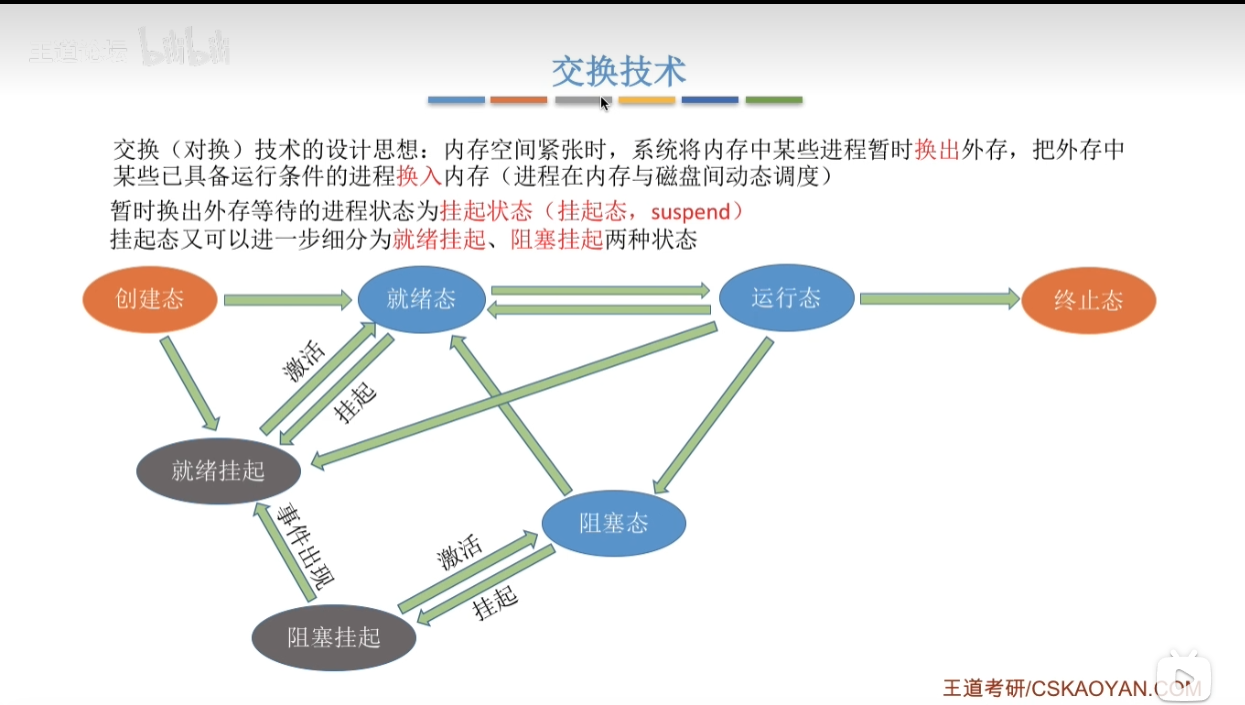 王道论坛 bilibili
交换技术
交换（对换）技术的设计思想：内存空间紧张时，系统将内存中某些进程暂时换出外存，把外存中
某些已具备运行条件的进程换入内存（进程在内存与磁盘间动态调度）
暂时换出外存等待的进程状态为挂起状态（挂起态，suspend）
挂起态又可以进一步细分为就绪挂起、阻塞挂起两种状态
创建态
就绪态
运行态
终止态
激活
挂起
就绪挂起
事件出现
阻塞态
激活
挂起
阻塞挂起
王道考研/CSKAOYAN.COM